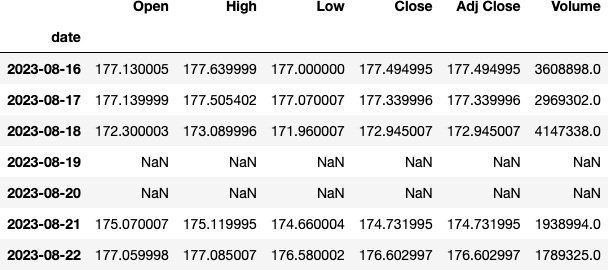 Open High Low Close Adj Close Volume
date
2023-08-16 177.130005 177.639999 177.000000 177.494995 177.494995 3608898.0
2023-08-17 177.139999 177.505402 177.070007 177.339996 177.339996 2969302.0
2023-08-18 172.300003 173.089996 171.960007 172.945007 172.945007 4147338.0
2023-08-19 NaN NaN NaN NaN NaN NaN
2023-08-20 NaN NaN NaN NaN NaN NaN
2023-08-21 175.070007 175.119995 174.660004 174.731995 174.731995 1938994.0
2023-08-22 177.059998 177.085007 176.580002 176.602997 176.602997 1789325.0